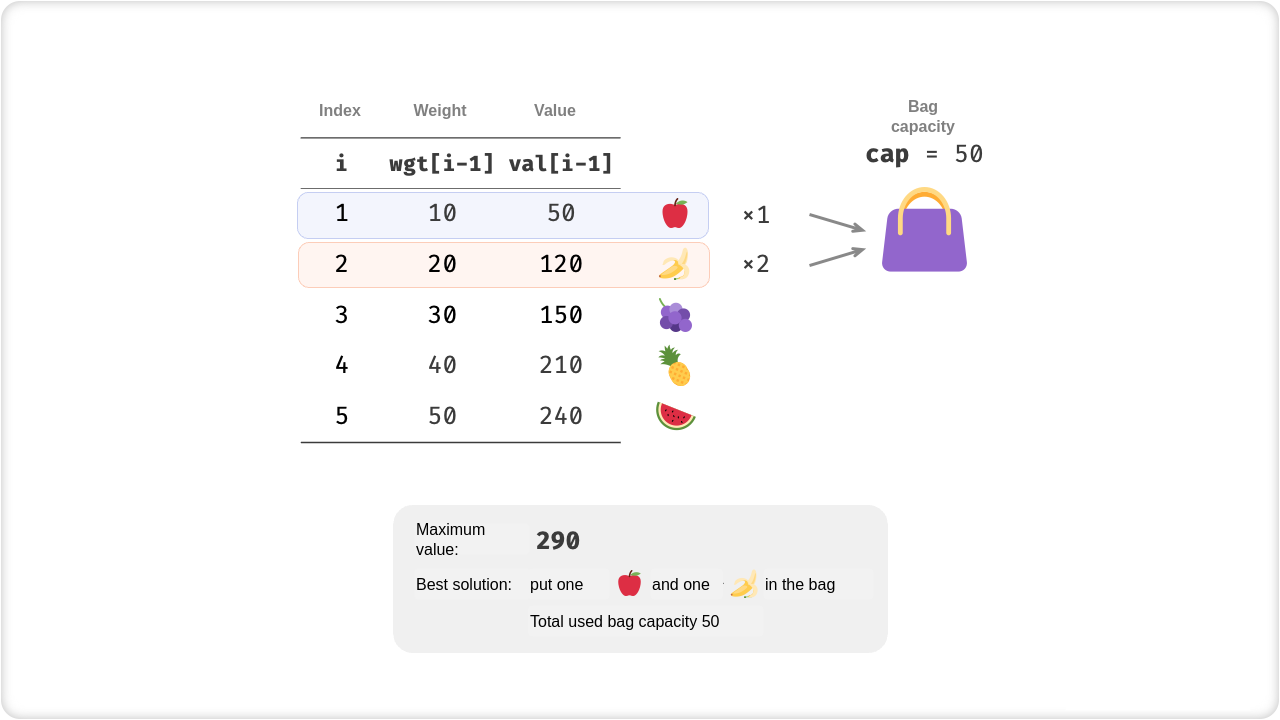 Index Weight Value
i wgt[i-1] val[i-1]
1 10 50
2 20 120
3 30 150
4 40 210
5 50 240
×1
×2
Bag
capacity
cap = 50
Maximum
value: 290
Best solution: put one and one in the bag
Total used bag capacity 50